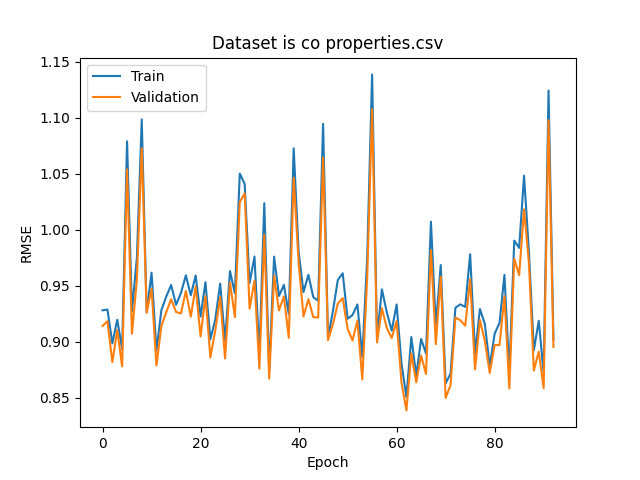 Dataset is co properties.csv
Train
Validation
RMSE
1.15
1.10
1.05
1.00
0.95
0.90
0.85
0 20 40 60 80
Epoch